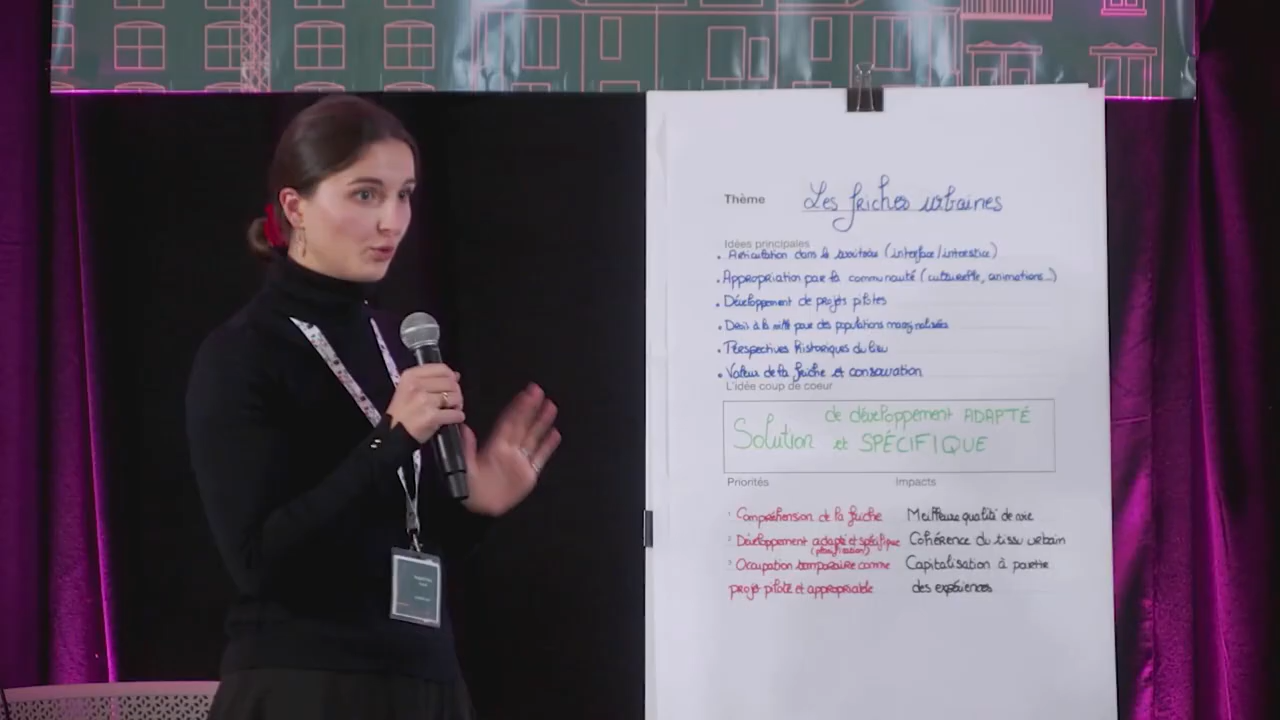 Thème Les friches urbaines
Idées principales
• Articulation dans le (interface/interstice)
• Appropriation par la communauté (culturelle, animations...)
• Développement de projets pilotes
• Droit à la ville pour des populations marginalisées
• Perspectives historiques du lieu
• Valeur de la friche et conservation
L'idée coup de coeur
de développement ADAPTÉ
Solution et SPÉCIFIQUE
Priorités Impacts
Compréhension de la friche Meilleure qualité de vie
Développement adapté et spécifique Cohérence du tissu urbain
(planification)
Occupation temporaire comme Capitalisation à partir
projet pilote et appropriable des expériences